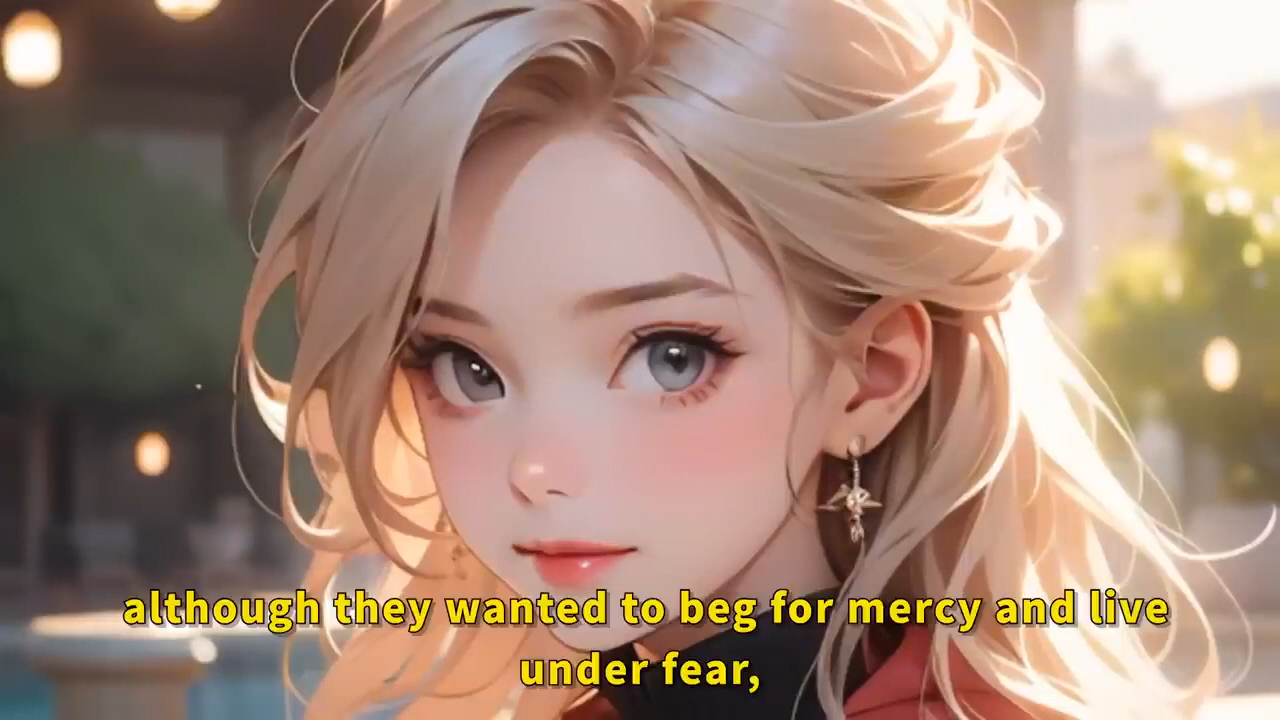 although they wanted to beg for mercy and live
under fear,